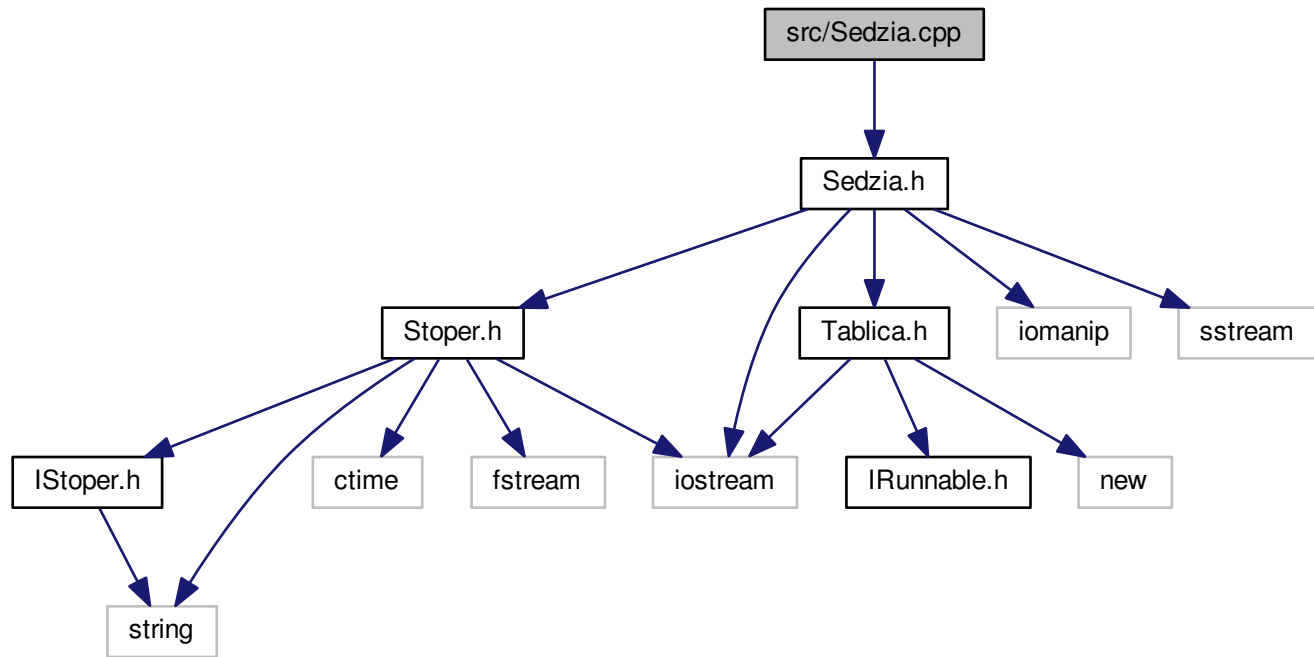 src/Sedzia.cpp
Sedzia.h
Stoper.h
Tablica.h
iomanip
sstream
IStoper.h
ctime
fstream
iostream
IRunnable.h
new
string